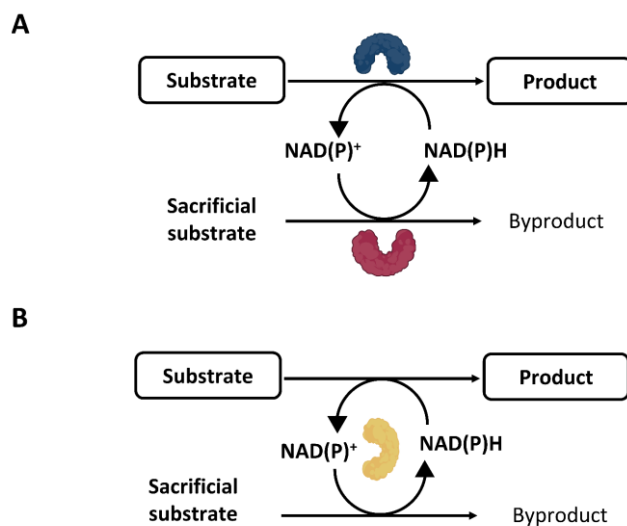 A
Substrate
Product
NAD(P)⁺
NAD(P)H
Sacrificial
substrate
Byproduct
B
Substrate
Product
NAD(P)⁺
NAD(P)H
Sacrificial
substrate
Byproduct